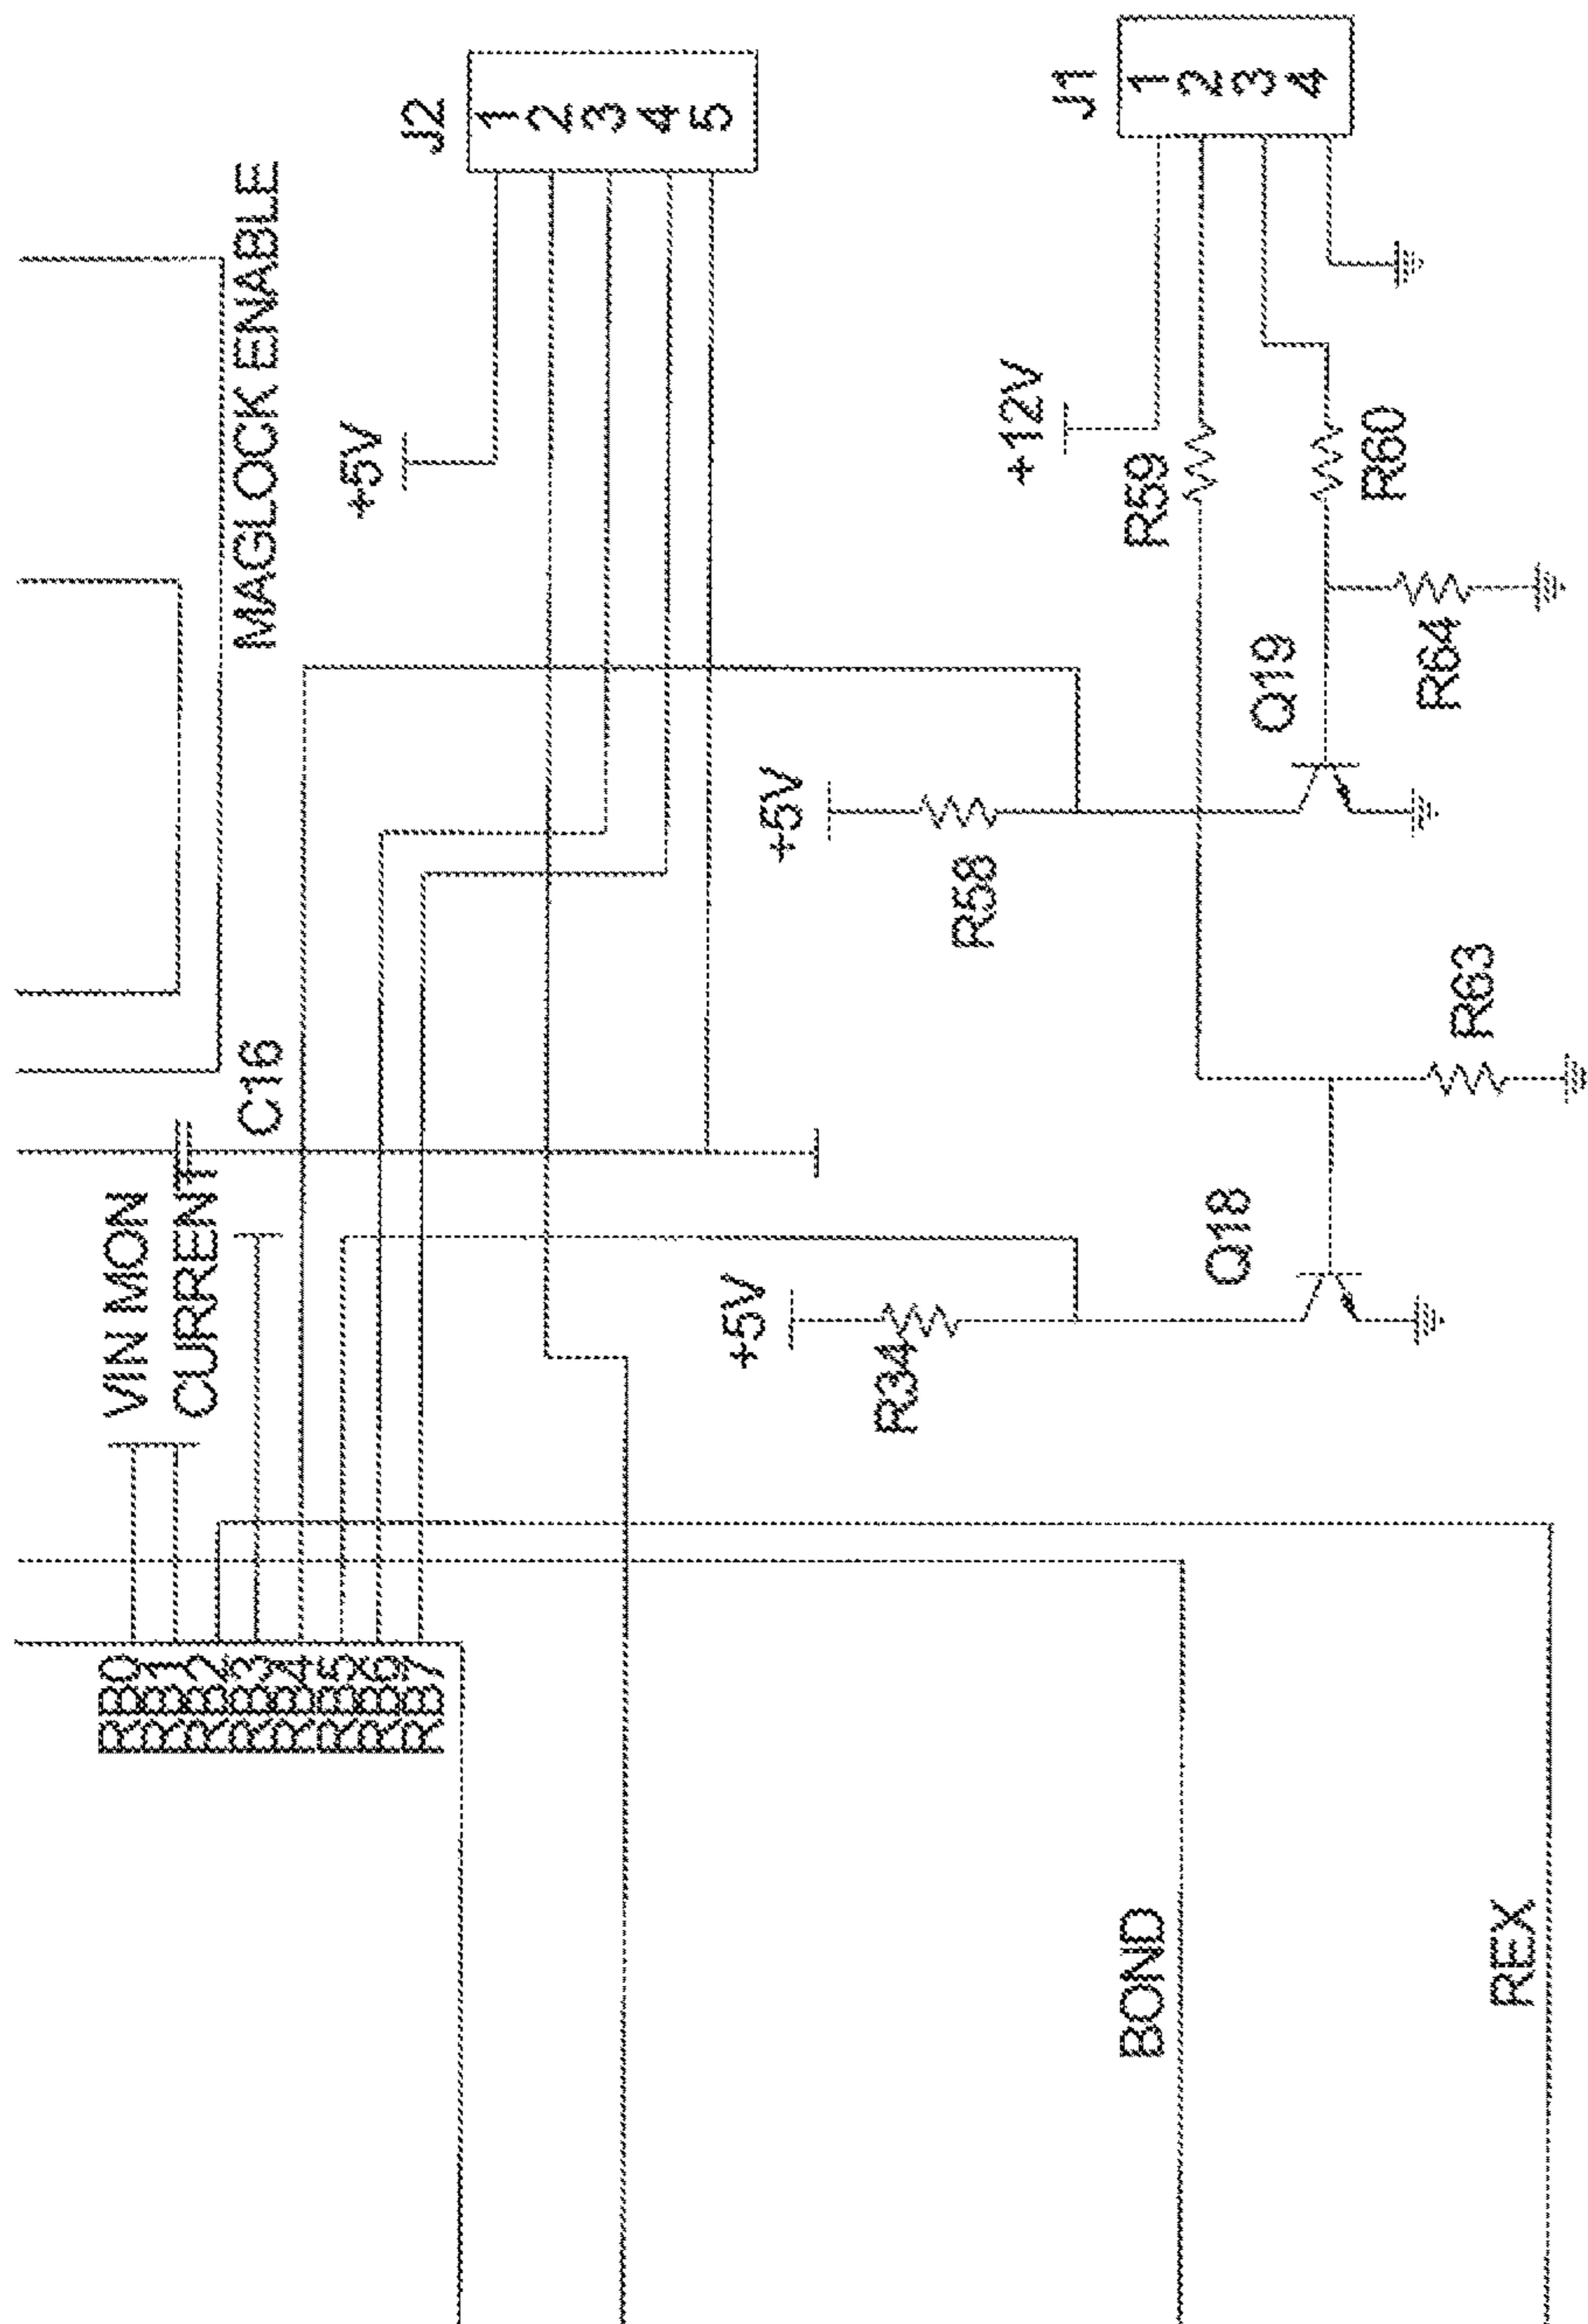 VIN MON
CURRENT
C16
MAGLOCK ENABLE
RB0
RB1
RB2
RB3
RB4
RB5
RB6
RB7
+5V
J2
1
2
3
4
5
+5V
R34
+5V
R58
+12V
J1
1
2
3
4
R59
R60
Q18
Q19
R63
R64
BOND
REX